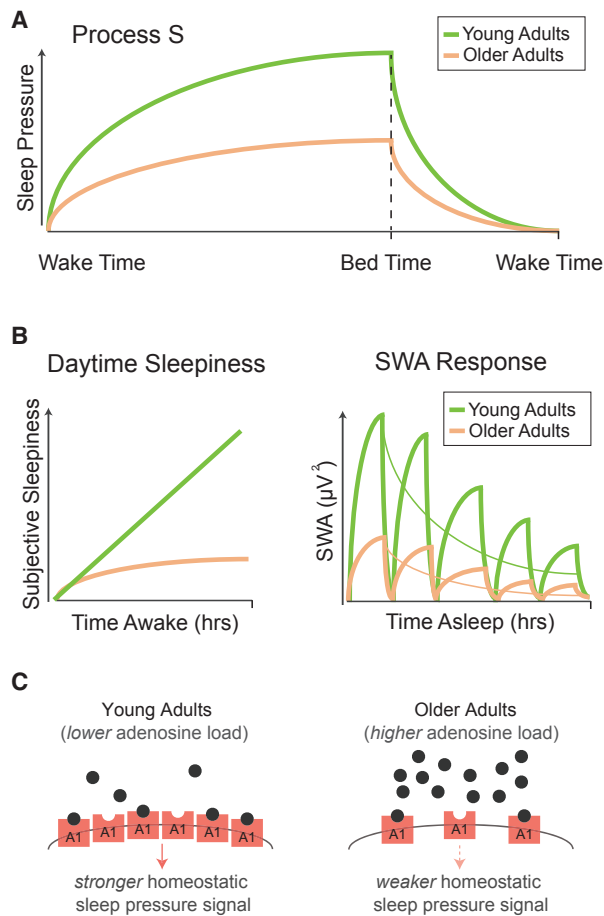 A
Process S
Young Adults
Older Adults
Sleep Pressure
Wake Time
Bed Time
Wake Time
B
Daytime Sleepiness
SWA Response
Young Adults
Older Adults
Subjective Sleepiness
SWA (μV²)
Time Awake (hrs)
Time Asleep (hrs)
C
Young Adults
(lower adenosine load)
Older Adults
(higher adenosine load)
A1
A1
A1
A1
A1
A1
A1
A1
A1
stronger homeostatic
sleep pressure signal
weaker homeostatic
sleep pressure signal